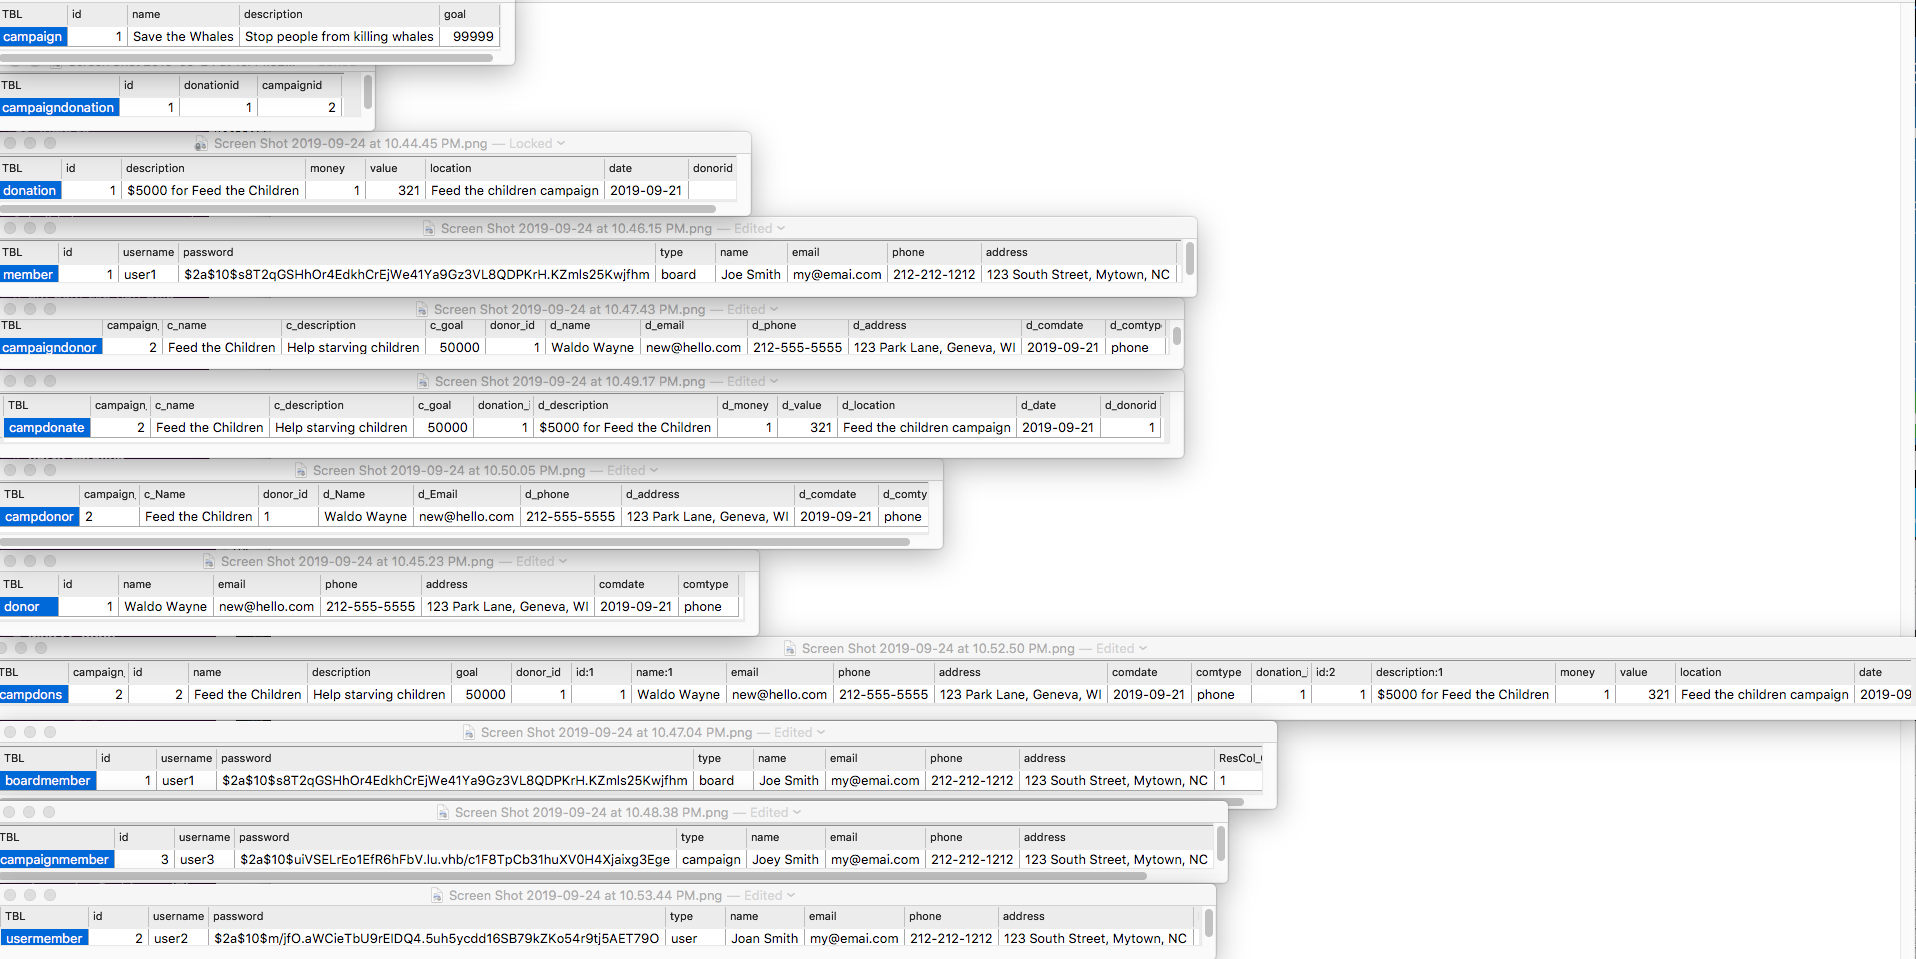 TBL id name description goal
campaign 1 Save the Whales Stop people from killing whales 99999
TBL id donationid campaignid
campaigndonation 1 1 2
Screen Shot 2019-09-24 at 10.44.45 PM.png — Locked
TBL id description money value location date donorid
donation 1 $5000 for Feed the Children 1 321 Feed the children campaign 2019-09-21
Screen Shot 2019-09-24 at 10.46.15 PM.png — Edited
TBL id username password type name email phone address
member 1 user1 $2a$10$s8T2qGSHhOr4EdkhCrEjWe41Ya9Gz3VL8QDPKrH.KZmls25Kwjfhm board Joe Smith my@emai.com 212-212-1212 123 South Street, Mytown, NC
Screen Shot 2019-09-24 at 10.47.43 PM.png — Edited
TBL campaign_ c_name c_description c_goal donor_id d_name d_email d_phone d_address d_comdate d_comtyp
campaigndonor 2 Feed the Children Help starving children 50000 1 Waldo Wayne new@hello.com 212-555-5555 123 Park Lane, Geneva, WI 2019-09-21 phone
Screen Shot 2019-09-24 at 10.49.17 PM.png — Edited
TBL campaign_ c_name c_description c_goal donation_ d_description d_money d_value d_location d_date d_donorid
campdonate 2 Feed the Children Help starving children 50000 1 $5000 for Feed the Children 1 321 Feed the children campaign 2019-09-21 1
Screen Shot 2019-09-24 at 10.50.05 PM.png — Edited
TBL campaign_ c_Name donor_id d_Name d_Email d_phone d_address d_comdate d_comty
campdonor 2 Feed the Children 1 Waldo Wayne new@hello.com 212-555-5555 123 Park Lane, Geneva, WI 2019-09-21 phone
Screen Shot 2019-09-24 at 10.45.23 PM.png — Edited
TBL id name email phone address comdate comtype
donor 1 Waldo Wayne new@hello.com 212-555-5555 123 Park Lane, Geneva, WI 2019-09-21 phone
Screen Shot 2019-09-24 at 10.52.50 PM.png — Edited
TBL campaign_ id name description goal donor_id id:1 name:1 email phone address comdate comtype donation_ id:2 description:1 money value location date
campdons 2 2 Feed the Children Help starving children 50000 1 1 Waldo Wayne new@hello.com 212-555-5555 123 Park Lane, Geneva, WI 2019-09-21 phone 1 1 $5000 for Feed the Children 1 321 Feed the children campaign 2019-09
Screen Shot 2019-09-24 at 10.47.04 PM.png — Edited
TBL id username password type name email phone address ResCol_
boardmember 1 user1 $2a$10$s8T2qGSHhOr4EdkhCrEjWe41Ya9Gz3VL8QDPKrH.KZmls25Kwjfhm board Joe Smith my@emai.com 212-212-1212 123 South Street, Mytown, NC 1
Screen Shot 2019-09-24 at 10.48.38 PM.png — Edited
TBL id username password type name email phone address
campaignmember 3 user3 $2a$10$uiVSELrEo1EfR6hFbV.lu.vhb/c1F8TpCb31huXV0H4Xjaixg3Ege campaign Joey Smith my@emai.com 212-212-1212 123 South Street, Mytown, NC
Screen Shot 2019-09-24 at 10.53.44 PM.png — Edited
TBL id username password type name email phone address
usermember 2 user2 $2a$10$m/jfO.aWCieTbU9rElDQ4.5uh5ycdd16SB79kZKo54r9tj5AET79O user Joan Smith my@emai.com 212-212-1212 123 South Street, Mytown, NC